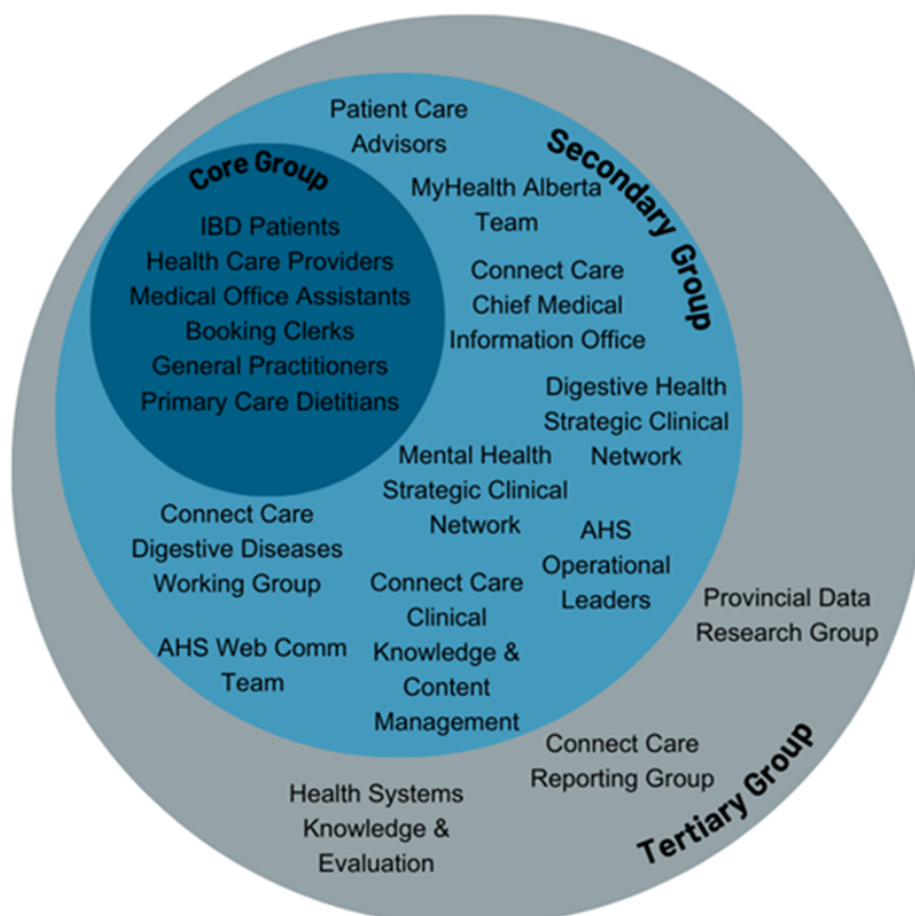 Patient Care
Advisors
Secondary Group
Core Group
MyHealth Alberta
Team
IBD Patients
Health Care Providers
Medical Office Assistants
Booking Clerks
General Practitioners
Primary Care Dietitians
Connect Care
Chief Medical
Information Office
Digestive Health
Strategic Clinical
Network
Mental Health
Strategic Clinical
Network
Connect Care
Digestive Diseases
Working Group
AHS
Operational
Leaders
Connect Care
Clinical
Knowledge &
Content
Management
AHS Web Comm
Team
Provincial Data
Research Group
Connect Care
Reporting Group
Tertiary Group
Health Systems
Knowledge &
Evaluation